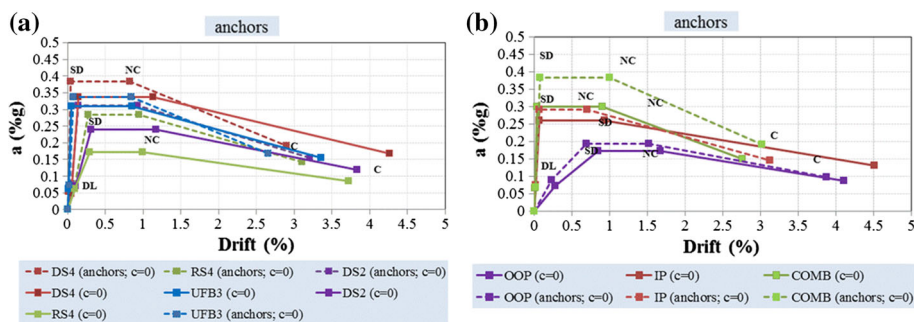 (a)
anchors
a (%g)
0.5
0.45
0.4
0.35
0.3
0.25
0.2
0.15
0.1
0.05
0
SD NC
SD
NC
DL
C
0 0.5 1 1.5 2 2.5 3 3.5 4 4.5 5
Drift (%)
DS4 (anchors; c=0) RS4 (anchors; c=0) DS2 (anchors; c=0)
DS4 (c=0) UFB3 (c=0) DS2 (c=0)
RS4 (c=0) UFB3 (anchors; c=0)
(b)
anchors
a (%g)
0.5
0.45
0.4
0.35
0.3
0.25
0.2
0.15
0.1
0.05
0
SD NC
NC
SD NC
SD
SD NC
DL
C
0 0.5 1 1.5 2 2.5 3 3.5 4 4.5 5
Drift (%)
OOP (c=0) IP (c=0) COMB (c=0)
OOP (anchors; c=0) IP (anchors; c=0) COMB (anchors; c=0)